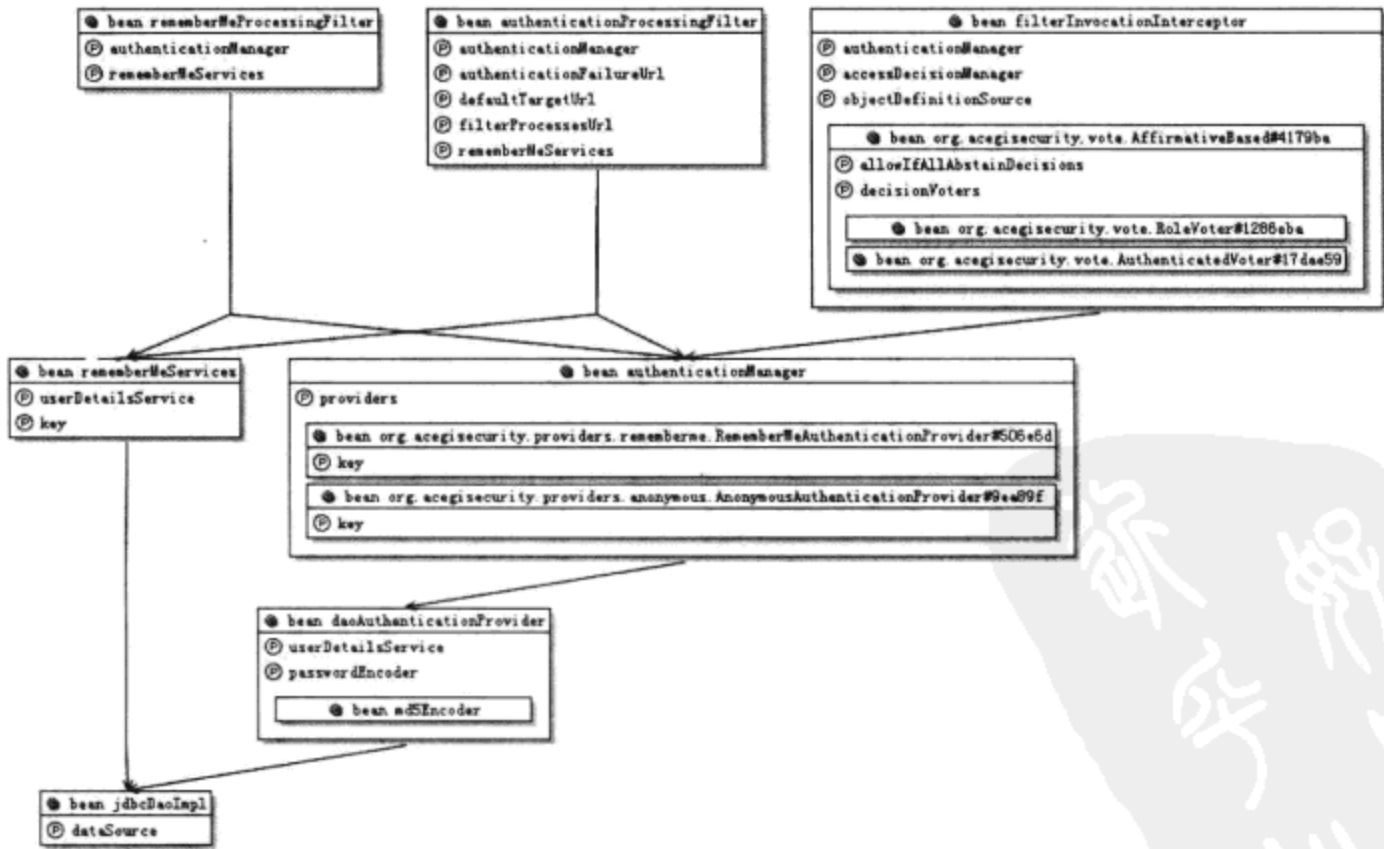 bean rememberMeProcessingFilter
authenticationManager
rememberMeServices
bean authenticationProcessingFilter
authenticationManager
authenticationFailureUrl
defaultTargetUrl
filterProcessesUrl
rememberMeServices
bean filterInvocationInterceptor
authenticationManager
accessDecisionManager
objectDefinitionSource
bean org.acegisecurity.vote.AffirmativeBased#4179ba
allowIfAllAbstainDecisions
decisionVoters
bean org.acegisecurity.vote.RoleVoter#1286eba
bean org.acegisecurity.vote.AuthenticatedVoter#17dae59
bean rememberMeServices
userDetailsService
key
bean authenticationManager
providers
bean org.acegisecurity.providers.rememberme.RememberMeAuthenticationProvider#506e6d
key
bean org.acegisecurity.providers.anonymous.AnonymousAuthenticationProvider#9ee89f
key
bean daoAuthenticationProvider
userDetailsService
passwordEncoder
bean md5Encoder
bean jdbcDaoImpl
dataSource